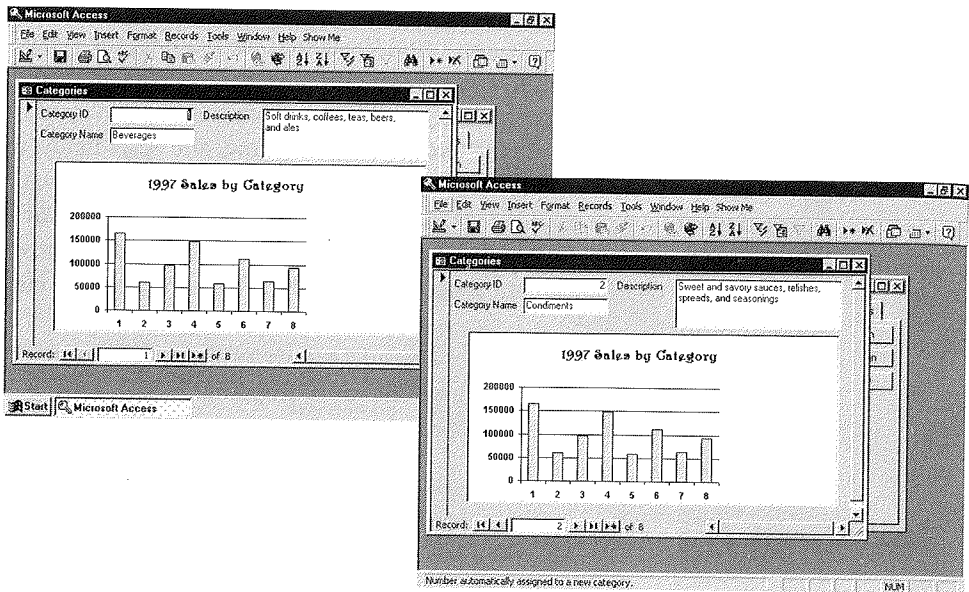 Microsoft Access
File Edit View Insert Format Records Tools Window Help Show Me
Categories
Category ID 1 Description Soft drinks, coffees, teas, beers,
and ales
Category Name Beverages
1997 Sales by Category
200000
150000
100000
50000
0
1 2 3 4 5 6 7 8
Record: 1 of 8
Start Microsoft Access
Microsoft Access
File Edit View Insert Format Records Tools Window Help Show Me
Categories
Category ID 2 Description Sweet and savory sauces, relishes,
spreads, and seasonings
Category Name Condiments
1997 Sales by Category
200000
150000
100000
50000
0
1 2 3 4 5 6 7 8
Record: 2 of 8
Number automatically assigned to a new category. NUM